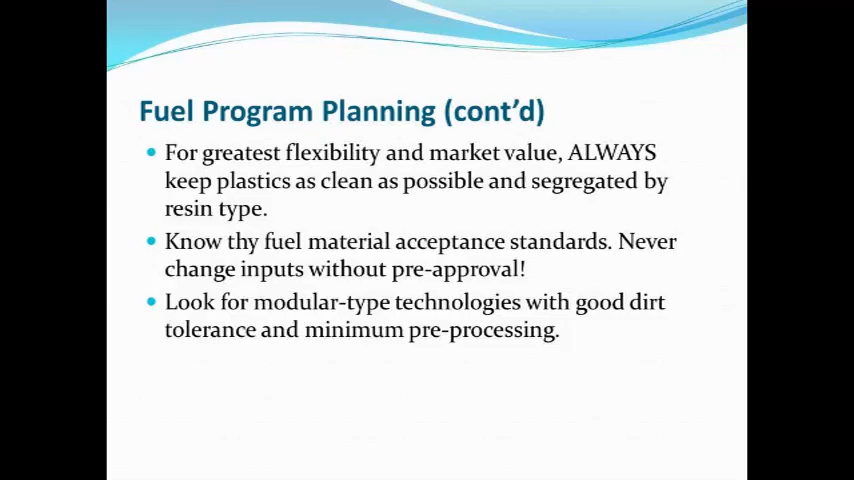 Fuel Program Planning (cont'd)
• For greatest flexibility and market value, ALWAYS
keep plastics as clean as possible and segregated by
resin type.
• Know thy fuel material acceptance standards. Never
change inputs without pre-approval!
• Look for modular-type technologies with good dirt
tolerance and minimum pre-processing.